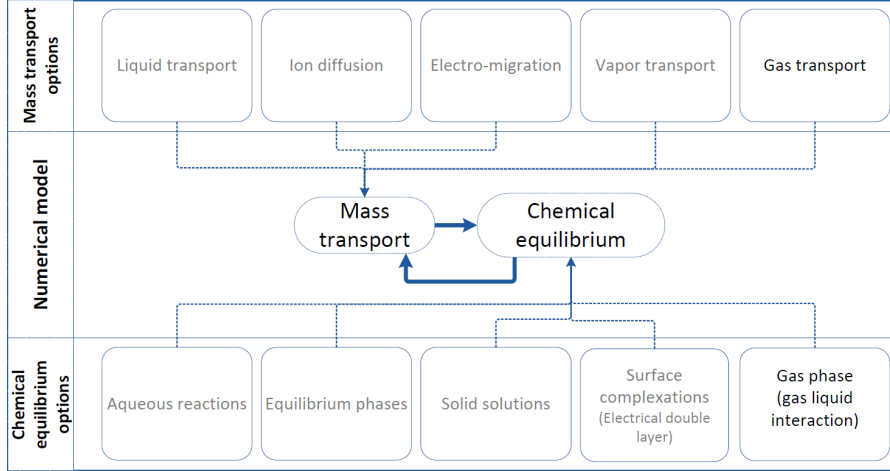 Mass transport
options
Liquid transport
Ion diffusion
Electro-migration
Vapor transport
Gas transport
Numerical model
Mass
transport
Chemical
equilibrium
Chemical
equilibrium
options
Aqueous reactions
Equilibrium phases
Solid solutions
Surface
complexations
(Electrical double
layer)
Gas phase
(gas liquid
interaction)